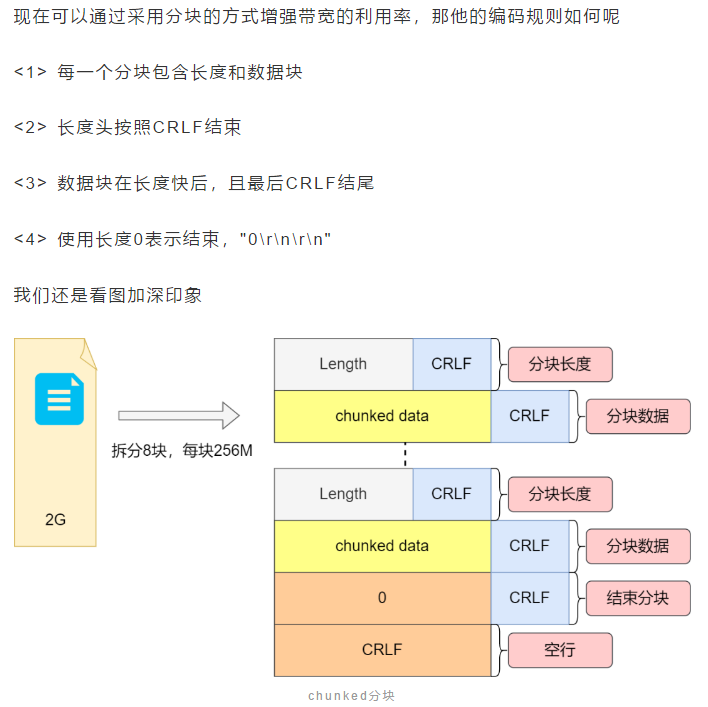 现在可以通过采用分块的方式增强带宽的利用率，那他的编码规则如何呢
<1> 每一个分块包含长度和数据块
<2> 长度头按照CRLF结束
<3> 数据块在长度快后，且最后CRLF结尾
<4> 使用长度0表示结束，"0\r\n\r\n"
我们还是看图加深印象
2G
拆分8块，每块256M
Length CRLF 分块长度
chunked data CRLF 分块数据
Length CRLF 分块长度
chunked data CRLF 分块数据
0 CRLF 结束分块
CRLF 空行
chunked分块